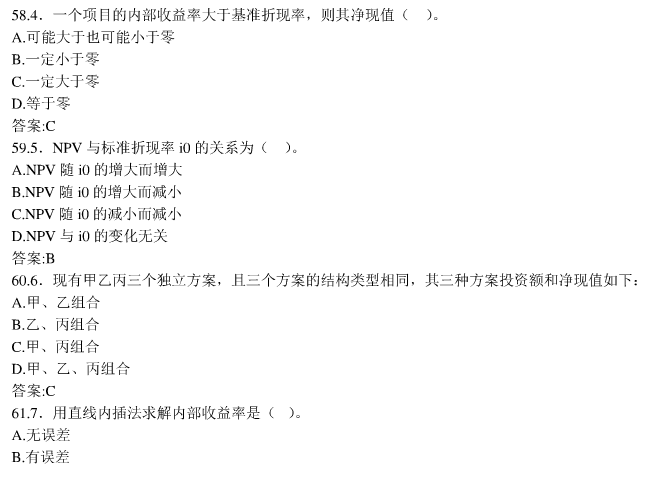 58.4．一个项目的内部收益率大于基准折现率，则其净现值（　）。
A.可能大于也可能小于零
B.一定小于零
C.一定大于零
D.等于零
答案:C
59.5．NPV 与标准折现率 i0 的关系为（　）。
A.NPV 随 i0 的增大而增大
B.NPV 随 i0 的增大而减小
C.NPV 随 i0 的减小而减小
D.NPV 与 i0 的变化无关
答案:B
60.6．现有甲乙丙三个独立方案，且三个方案的结构类型相同，其三种方案投资额和净现值如下：
A.甲、乙组合
B.乙、丙组合
C.甲、丙组合
D.甲、乙、丙组合
答案:C
61.7．用直线内插法求解内部收益率是（　）。
A.无误差
B.有误差